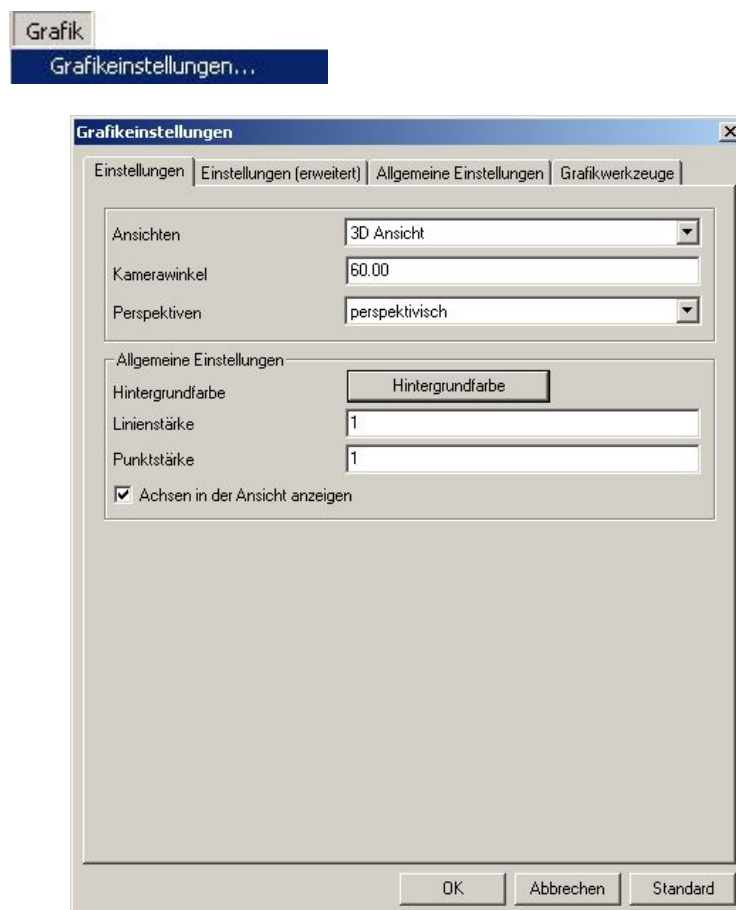 Grafik
Grafikeinstellungen...
Grafikeinstellungen
Einstellungen Einstellungen (erweitert) Allgemeine Einstellungen Grafikwerkzeuge
Ansichten 3D Ansicht
Kamerawinkel 60.00
Perspektiven perspektivisch
Allgemeine Einstellungen
Hintergrundfarbe Hintergrundfarbe
Linienstärke 1
Punktstärke 1
Achsen in der Ansicht anzeigen
OK Abbrechen Standard